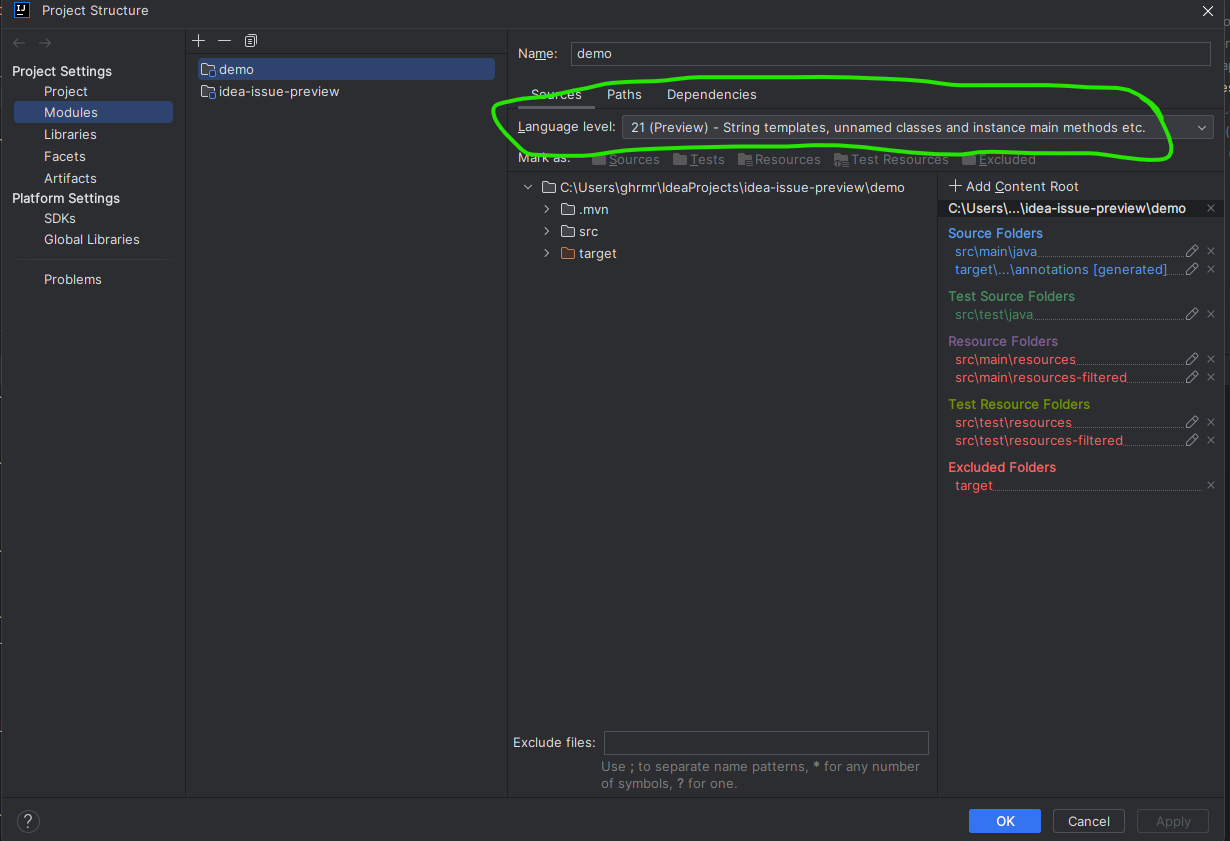 IJ Project Structure
Project Settings
Project
Modules
Libraries
Facets
Artifacts
Platform Settings
SDKs
Global Libraries
Problems
demo
idea-issue-preview
Name: demo
Sources Paths Dependencies
Language level: 21 (Preview) - String templates, unnamed classes and instance main methods etc.
Mark as: Sources Tests Resources Test Resources Excluded
C:\Users\ghrmr\IdeaProjects\idea-issue-preview\demo
.mvn
src
target
Add Content Root
C:\Users\...\idea-issue-preview\demo
Source Folders
src\main\java
target\...\annotations [generated]
Test Source Folders
src\test\java
Resource Folders
src\main\resources
src\main\resources-filtered
Test Resource Folders
src\test\resources
src\test\resources-filtered
Excluded Folders
target
Exclude files:
Use ; to separate name patterns, * for any number
of symbols, ? for one.
? OK Cancel Apply